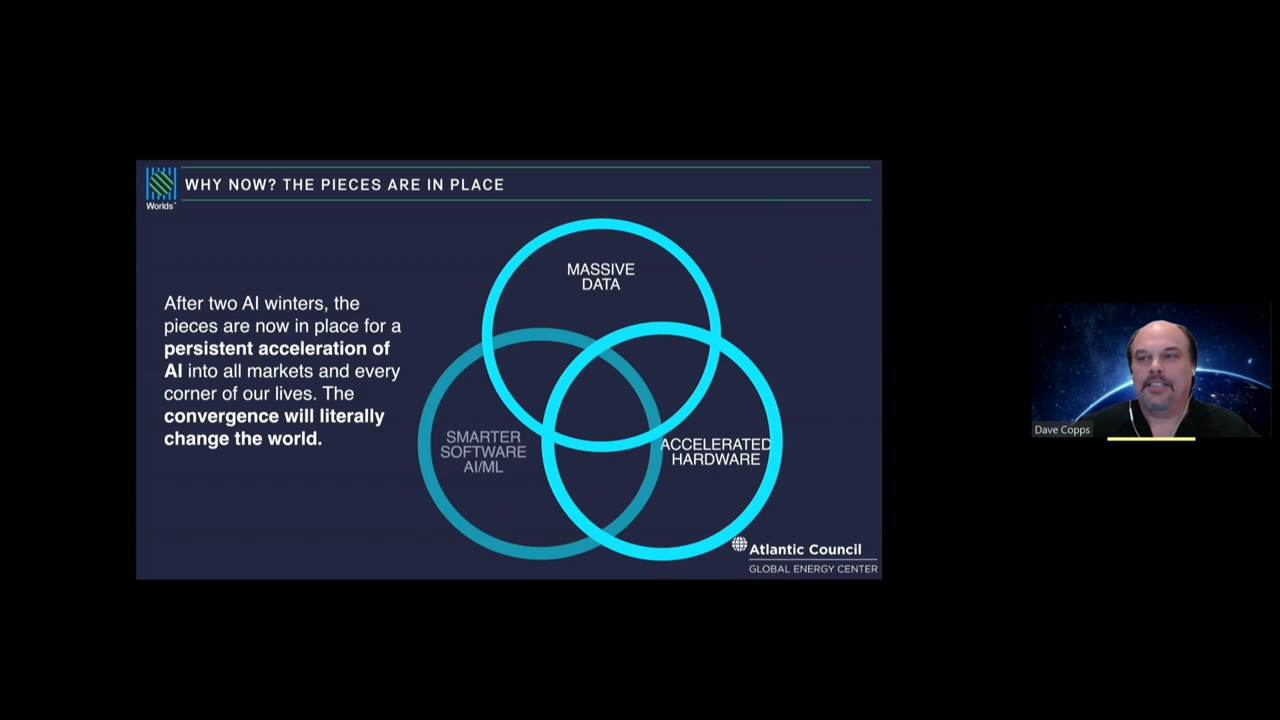 WHY NOW? THE PIECES ARE IN PLACE
Worlds™
After two AI winters, the
pieces are now in place for a
persistent acceleration of
AI into all markets and every
corner of our lives. The
convergence will literally
change the world.
MASSIVE
DATA
SMARTER
SOFTWARE
AI/ML
ACCELERATED
HARDWARE
Atlantic Council
GLOBAL ENERGY CENTER
Dave Copps